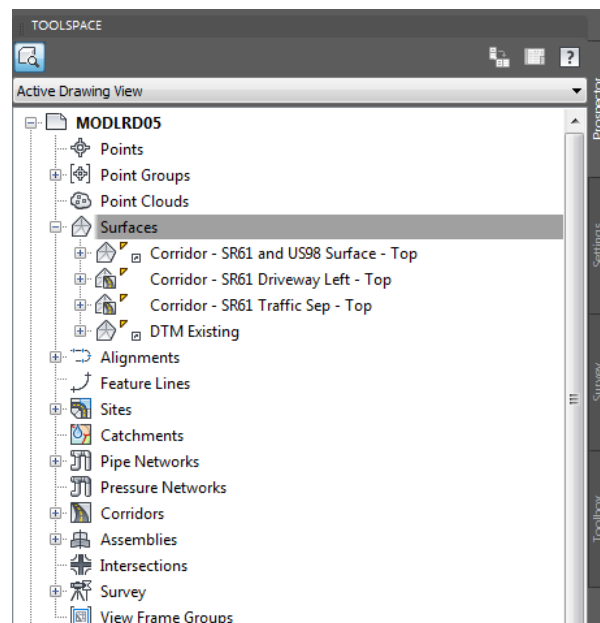 TOOLSPACE
?
Active Drawing View
MODLRD05
Points
Point Groups
Point Clouds
Surfaces
Corridor - SR61 and US98 Surface - Top
Corridor - SR61 Driveway Left - Top
Corridor - SR61 Traffic Sep - Top
DTM Existing
Alignments
Feature Lines
Sites
Catchments
Pipe Networks
Pressure Networks
Corridors
Assemblies
Intersections
Survey
View Frame Groups
Prospector
Settings
Survey
Toolbox